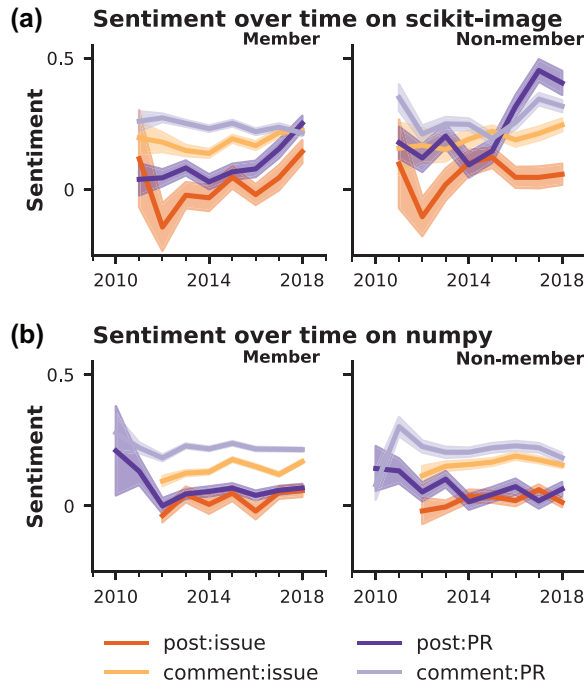 (a) Sentiment over time on scikit-image
Member Non-member
0.5
0
Sentiment
2010 2014 2018 2010 2014 2018
(b) Sentiment over time on numpy
Member Non-member
0.5
0
Sentiment
2010 2014 2018 2010 2014 2018
post:issue post:PR
comment:issue comment:PR